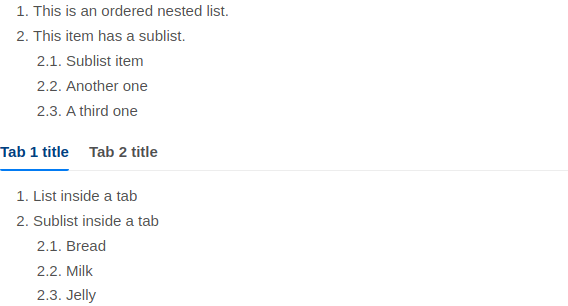 1. This is an ordered nested list.
2. This item has a sublist.
2.1. Sublist item
2.2. Another one
2.3. A third one
Tab 1 title Tab 2 title
1. List inside a tab
2. Sublist inside a tab
2.1. Bread
2.2. Milk
2.3. Jelly